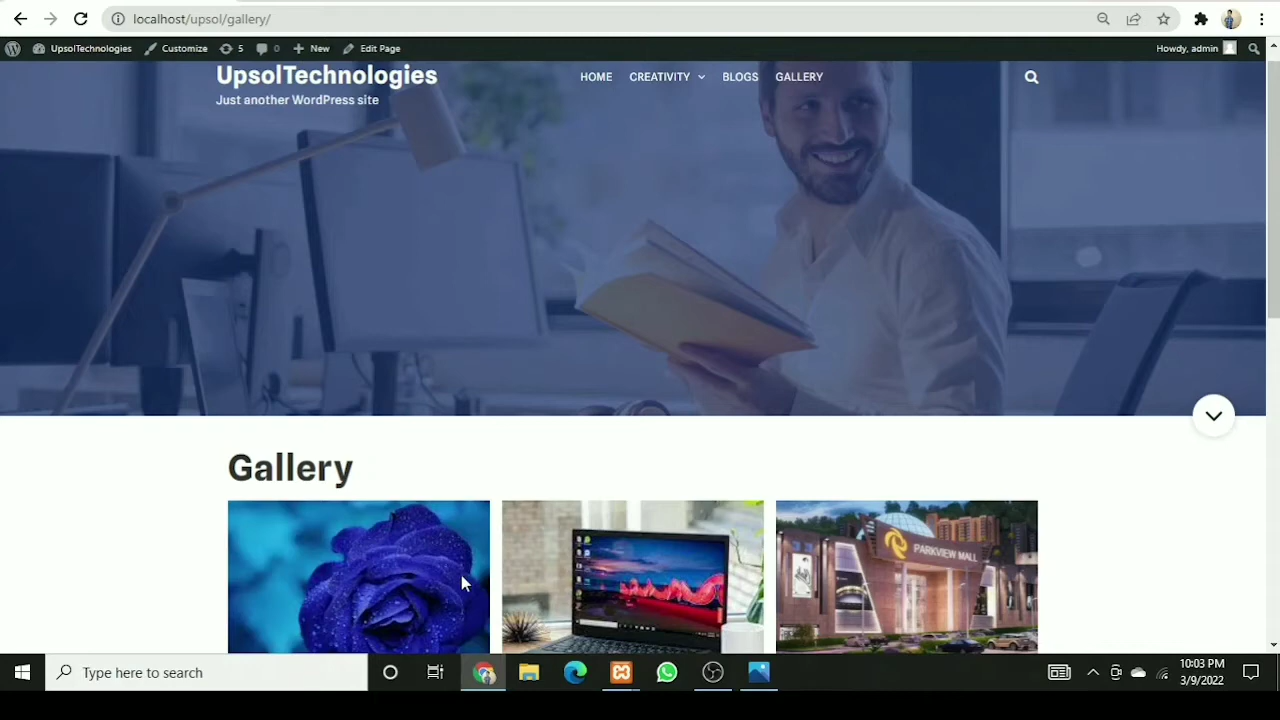 localhost/upsol/gallery/
UpsolTechnologies
Customize
5
0
New
Edit Page
Howdy, admin
UpsolTechnologies
Just another WordPress site
HOME
CREATIVITY
BLOGS
GALLERY
Gallery
PARKVIEW MALL
Type here to search
10:03 PM
3/9/2022